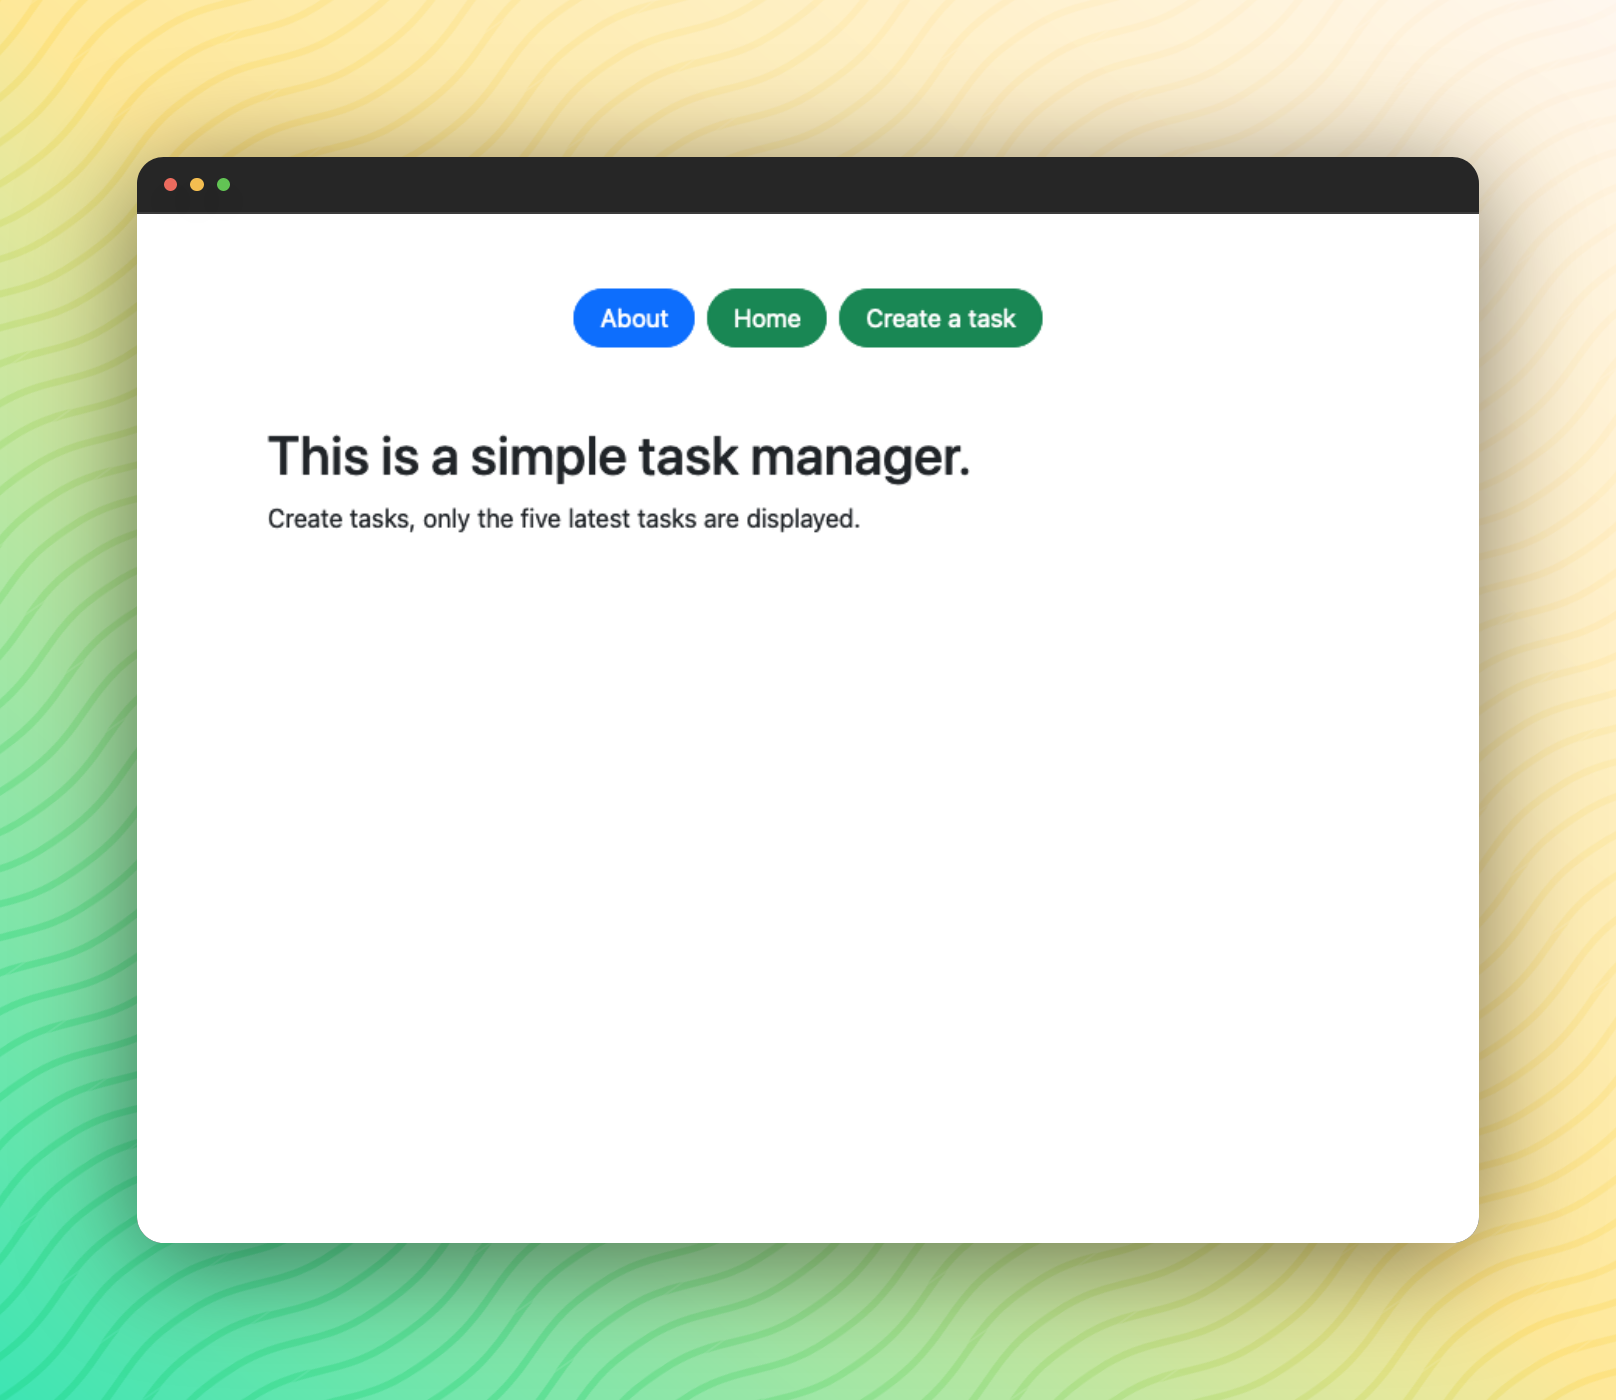 About Home Create a task
This is a simple task manager.
Create tasks, only the five latest tasks are displayed.